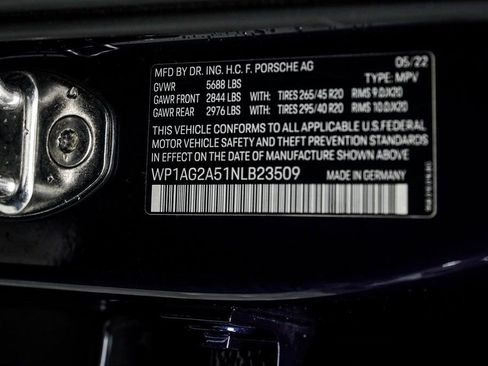 MFD BY DR. ING. H.C. F. PORSCHE AG 05/22
GVWR 5688 LBS TYPE: MPV
GAWR FRONT 2844 LBS WITH: TIRES 265/45 R20 RIMS 9.0JX20
GAWR REAR 2976 LBS WITH: TIRES 295/40 R20 RIMS 10.0JX20
THIS VEHICLE CONFORMS TO ALL APPLICABLE U.S.FEDERAL
MOTOR VEHICLE SAFETY AND THEFT PREVENTION STANDARDS
IN EFFECT ON THE DATE OF MANUFACTURE SHOWN ABOVE.
WP1AG2A51NLB23509
MADE IN GERMANY